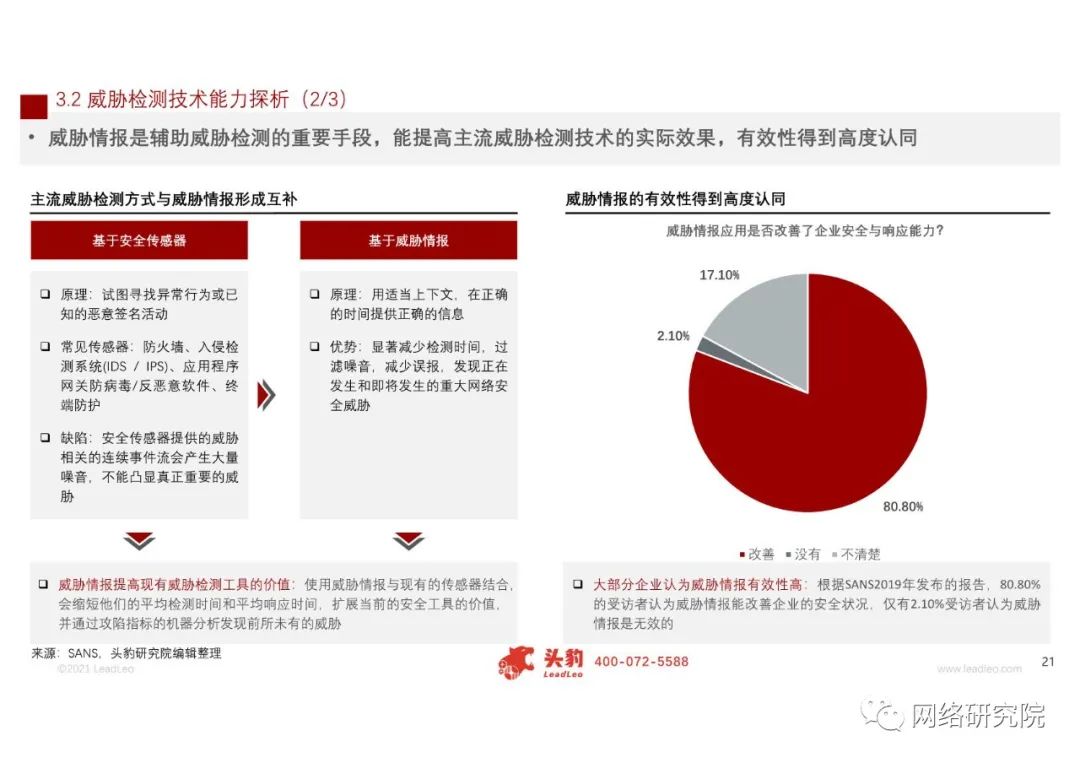 3.2 威胁检测技术能力探析（2/3）
• 威胁情报是辅助威胁检测的重要手段，能提高主流威胁检测技术的实际效果，有效性得到高度认同
主流威胁检测方式与威胁情报形成互补
基于安全传感器
❑ 原理：试图寻找异常行为或已
知的恶意签名活动
❑ 常见传感器：防火墙、入侵检
测系统(IDS / IPS)、应用程序
网关防病毒/反恶意软件、终
端防护
❑ 缺陷：安全传感器提供的威胁
相关的连续事件流会产生大量
噪音，不能凸显真正重要的威
胁
基于威胁情报
❑ 原理：用适当上下文，在正确
的时间提供正确的信息
❑ 优势：显著减少检测时间，过
滤噪音，减少误报，发现正在
发生和即将发生的重大网络安
全威胁
❑ 威胁情报提高现有威胁检测工具的价值：使用威胁情报与现有的传感器结合，
会缩短他们的平均检测时间和平均响应时间，扩展当前的安全工具的价值，
并通过攻陷指标的机器分析发现前所未有的威胁
威胁情报的有效性得到高度认同
威胁情报应用是否改善了企业安全与响应能力？
17.10%
2.10%
80.80%
改善 没有 不清楚
❑ 大部分企业认为威胁情报有效性高：根据SANS2019年发布的报告，80.80%
的受访者认为威胁情报能改善企业的安全状况，仅有2.10%受访者认为威胁
情报是无效的
来源：SANS，头豹研究院编辑整理
©2021 LeadLeo
头豹
LeadLeo
400-072-5588
www.leadleo.com
21
网络研究院